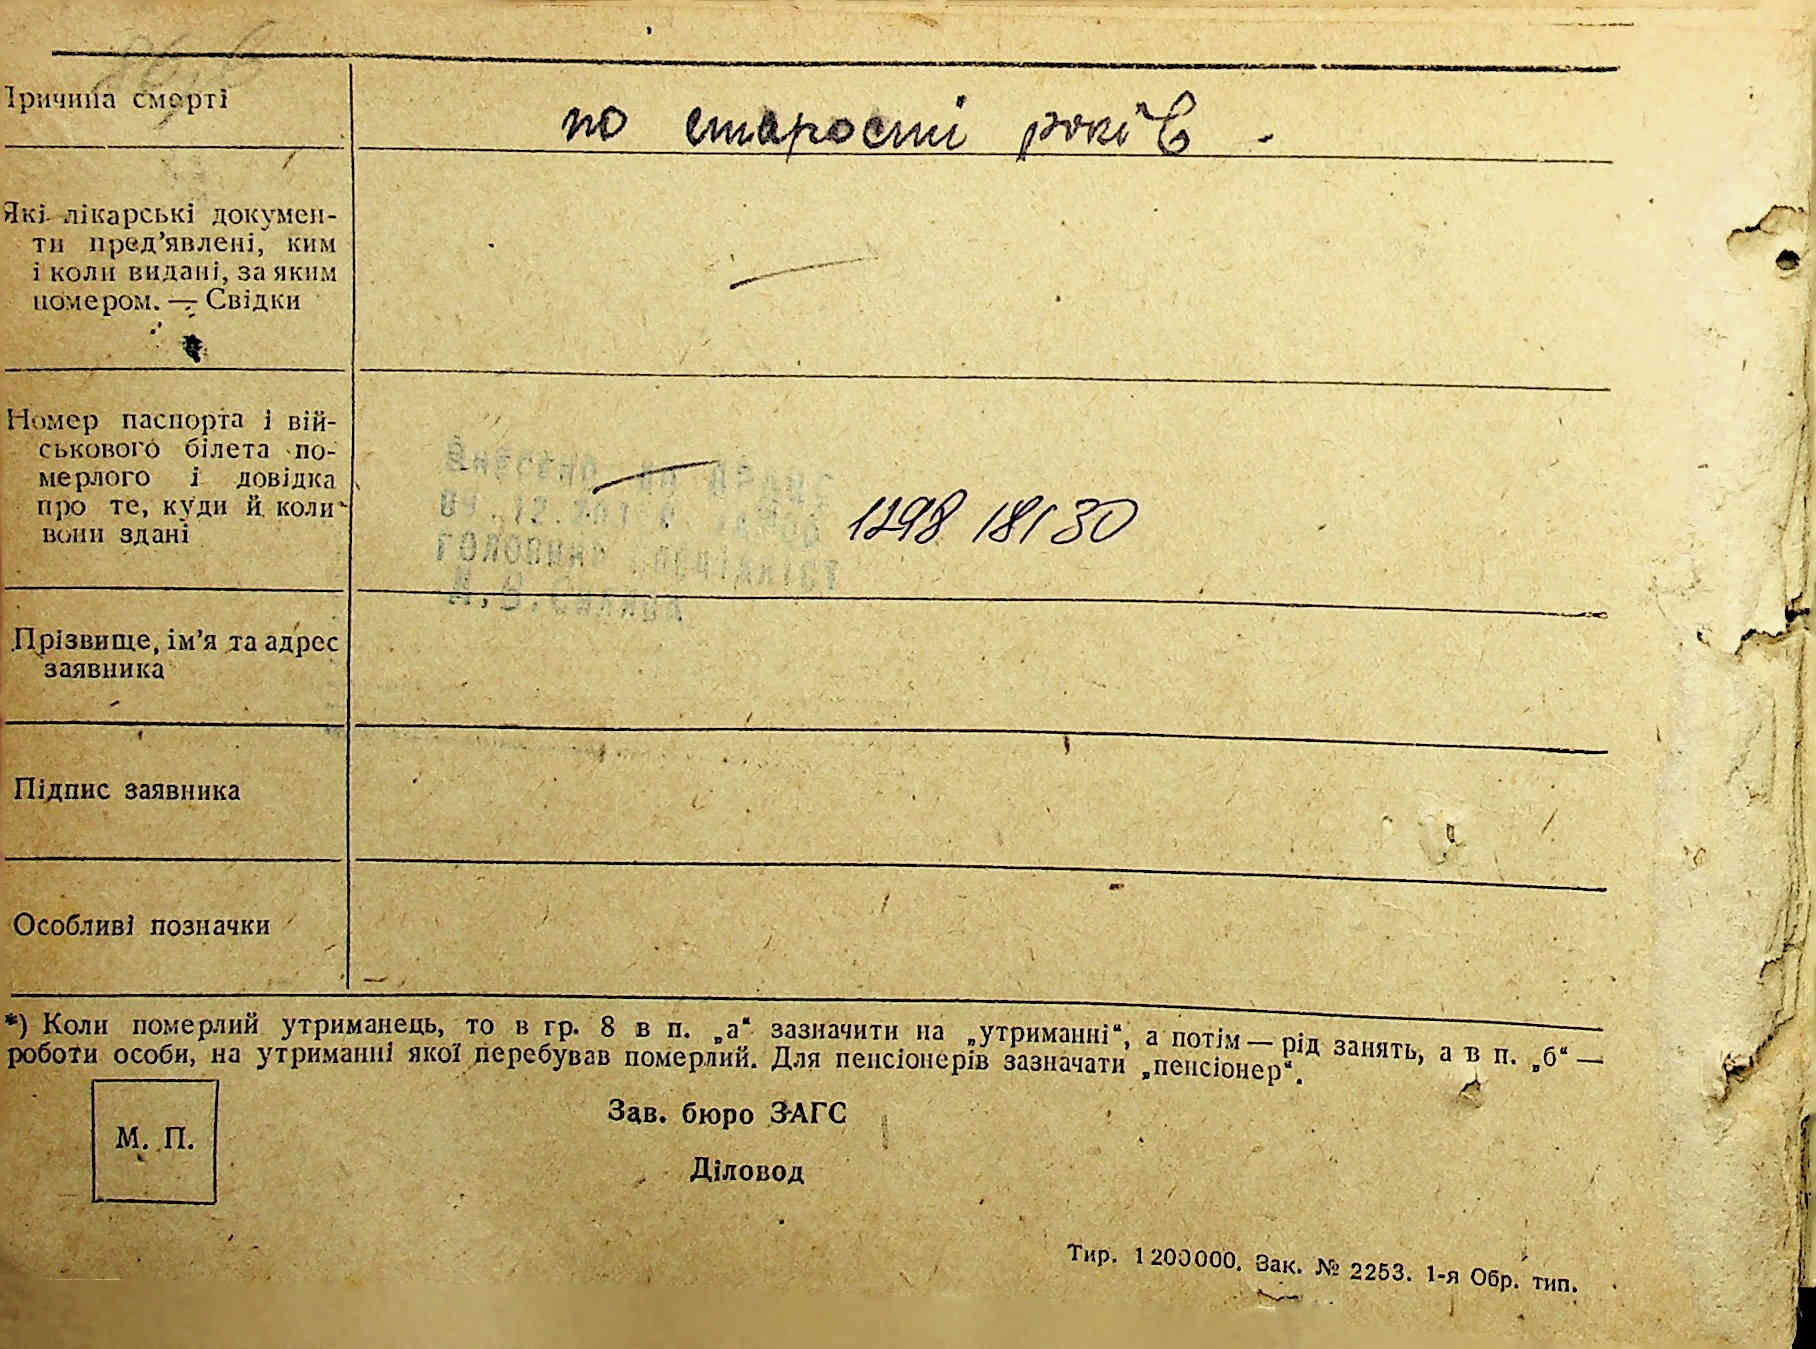 Причина смерті
по старості років.
Які лікарські докумен-
ти пред’явлені, ким
і коли видані, за яким
номером. — Свідки
—
Номер паспорта і вій-
ськового білета по-
мерлого і довідка
про те, куди й коли
вони здані
—
1298 18130
Прізвище, ім’я та адрес
заявника
Підпис заявника
Особливі позначки
*) Коли померлий утриманець, то в гр. 8 в п. „а“ зазначити на „утриманні“, а потім — рід занять, а в п. „б“ —
роботи особи, на утриманні якої перебував померлий. Для пенсіонерів зазначати „пенсіонер“.
М. П.
Зав. бюро ЗАГС
Діловод
Тир. 1200000. Зак. № 2253. 1-я Обр. тип.